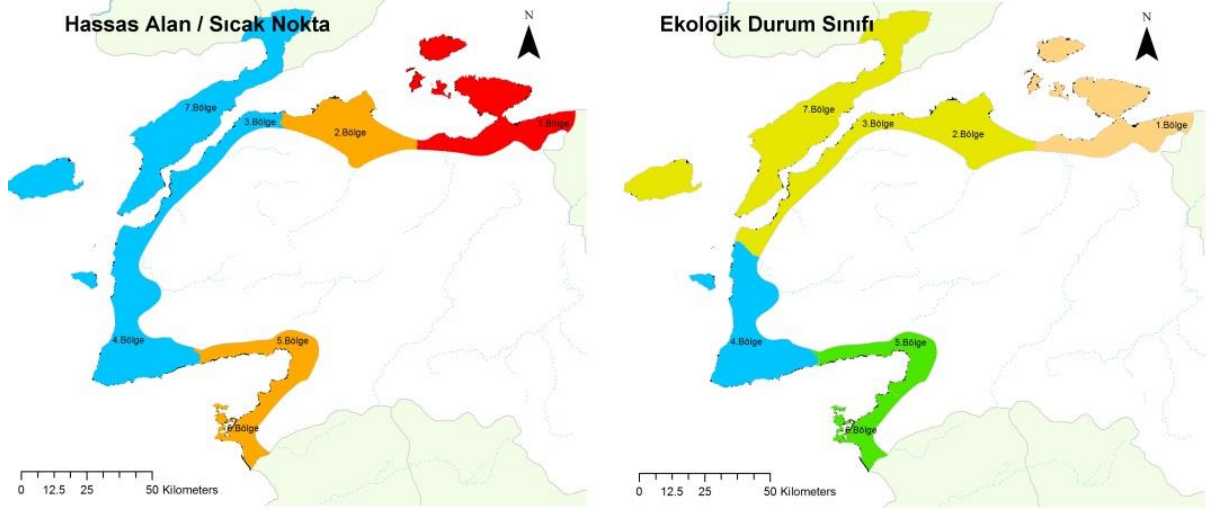 Hassas Alan / Sıcak Nokta
N
7.Bölge
3.Bölge
2.Bölge
1.Bölge
4.Bölge
5.Bölge
6.Bölge
0 12.5 25 50 Kilometers
Ekolojik Durum Sınıfı
N
7.Bölge
3.Bölge
2.Bölge
1.Bölge
4.Bölge
5.Bölge
6.Bölge
0 12.5 25 50 Kilometers